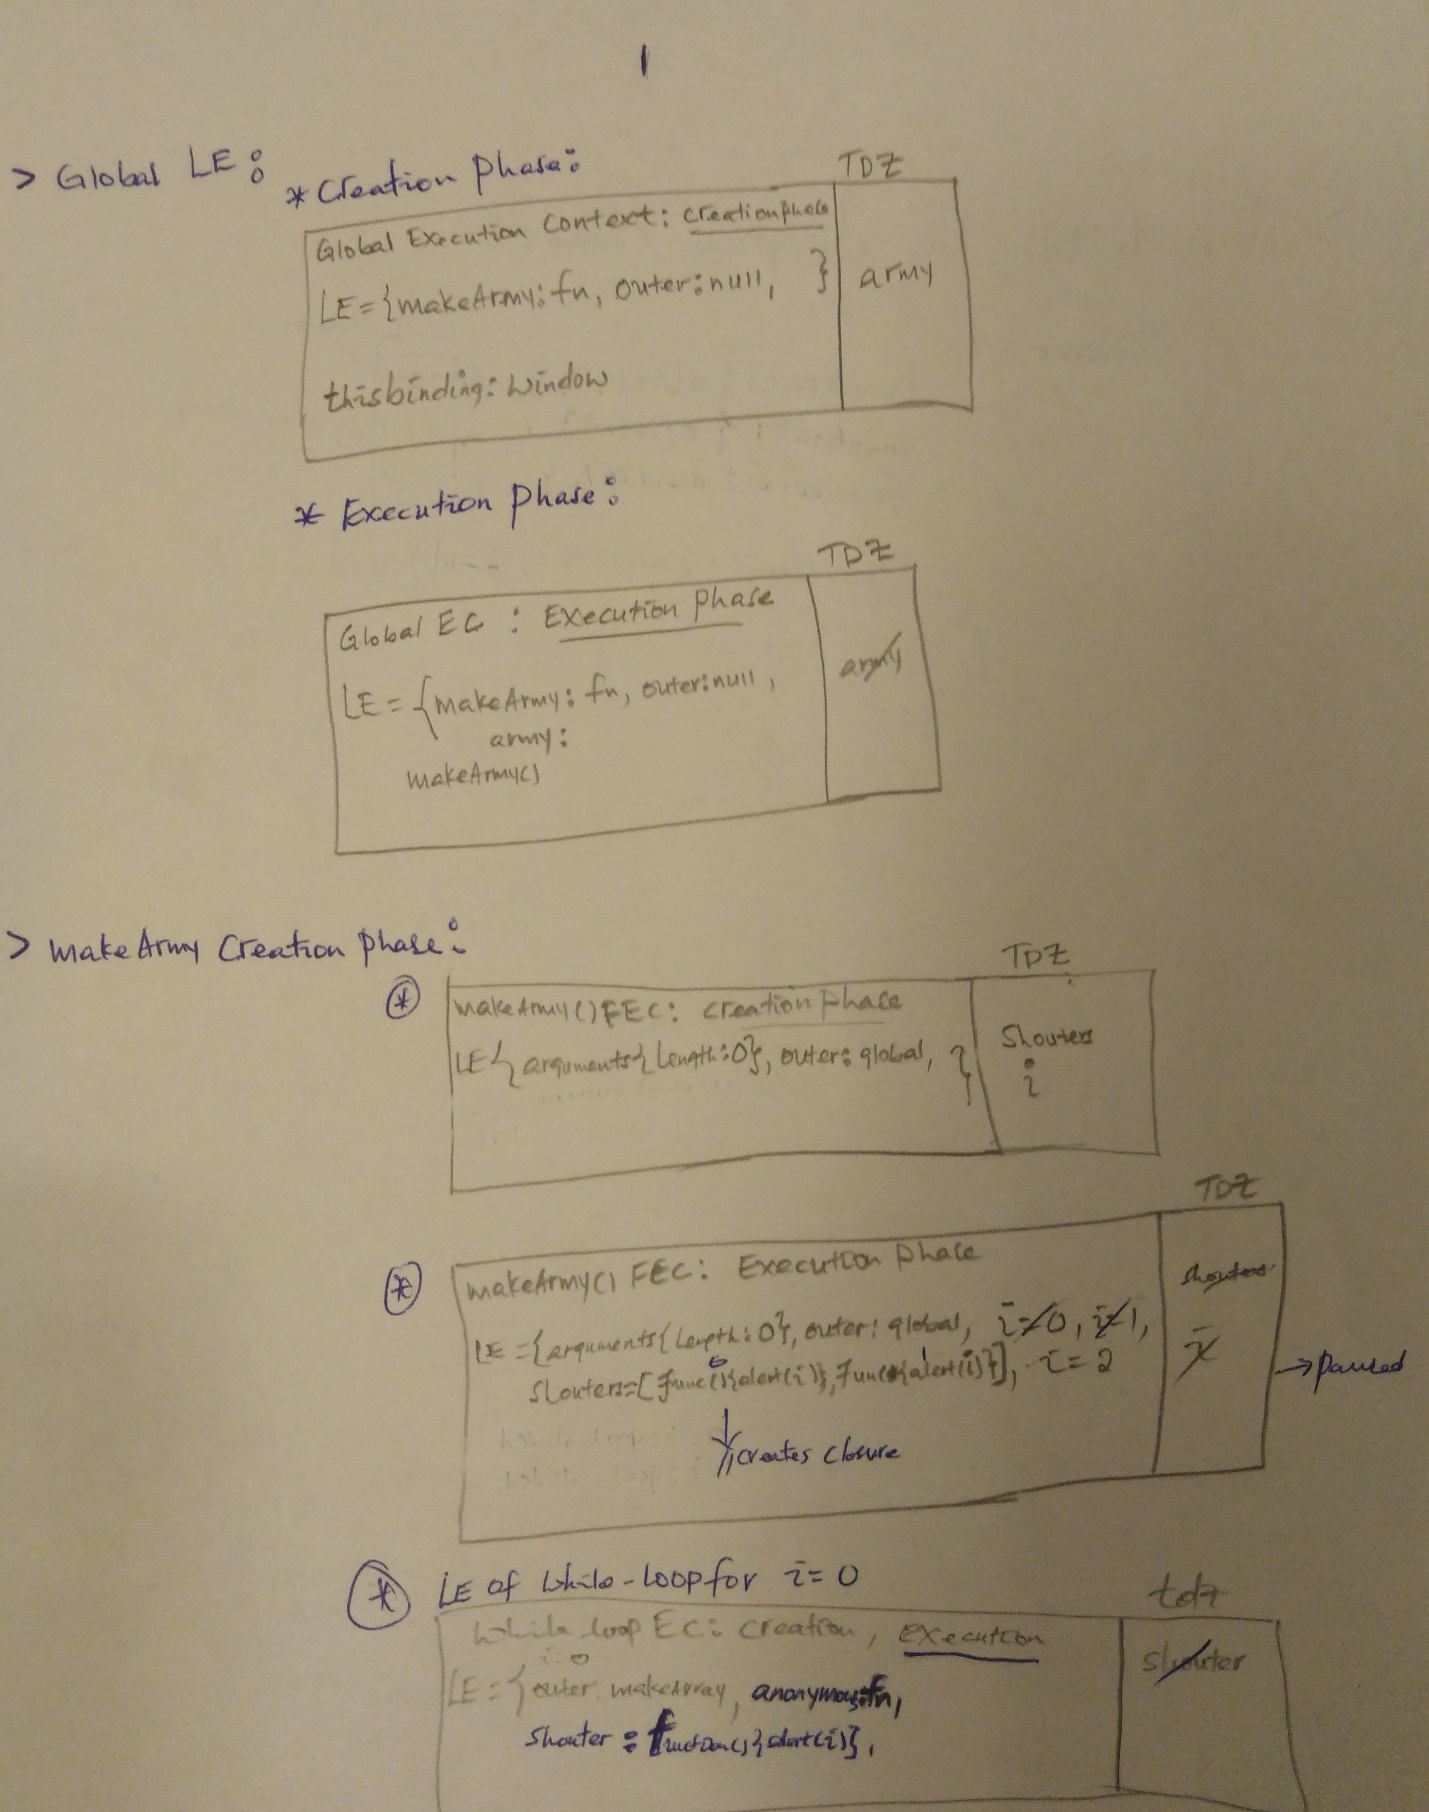 1
> Global LE:
* Creation phase:
TDZ
Global Execution Context: creation phase
LE={makeArmy: fn, outer: null, }
army
thisbinding: window
* Execution phase:
TDZ
Global EC : Execution phase
army
LE = {makeArmy: fn, outer: null,
army:
makeArmy()
> makeArmy Creation phase:
TDZ
* makeArmy() FEC: creation phase
LE{ arguments{ length: 0}, outer: global, }
Shouters
i
TDZ
* makeArmy() FEC: Execution phase
shouters
LE ={arguments{ length: 0}, outer: global, i=0, i=1,
i
shouters=[func(){alert(i)}, func(){alert(i)}], i=2
→ paused
creates closure
* LE of while-loop for i=0
tdz
while loop EC: creation, execution
i=0
shouter
LE = {outer: makeArray, anonymous: fn,
shouter : function(){alert(i)},